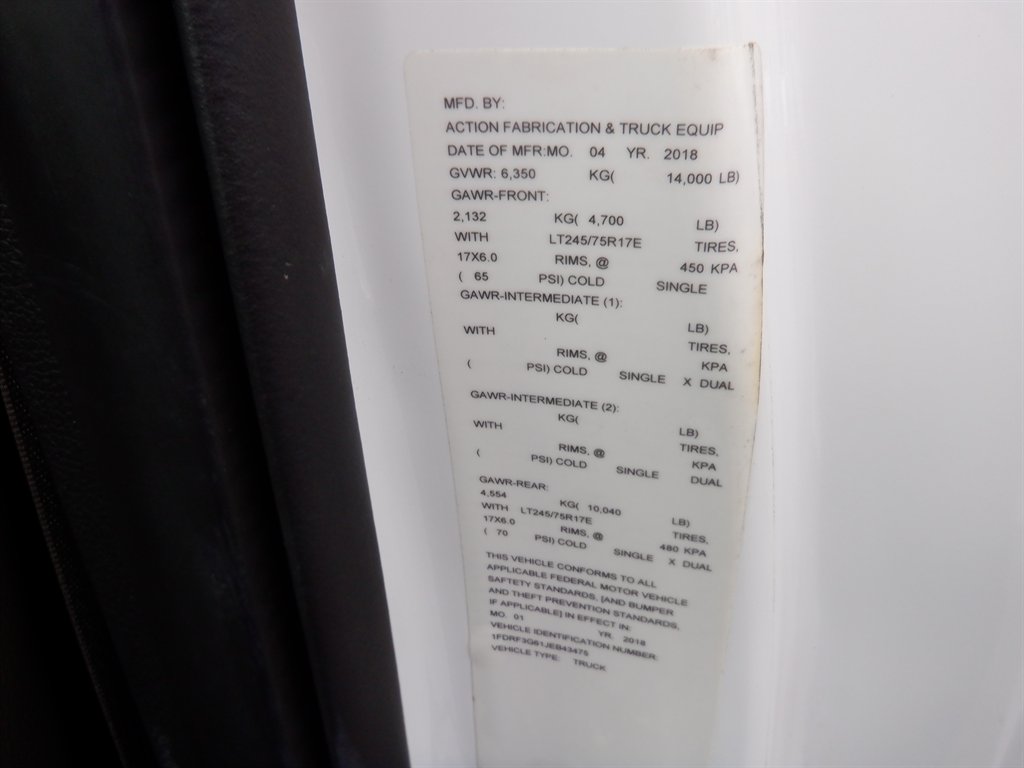 MFD. BY:
ACTION FABRICATION & TRUCK EQUIP
DATE OF MFR:MO. 04 YR. 2018
GVWR: 6,350 KG( 14,000 LB)
GAWR-FRONT:
2,132 KG( 4,700 LB)
WITH LT245/75R17E TIRES,
17X6.0 RIMS, @ 450 KPA
( 65 PSI) COLD SINGLE
GAWR-INTERMEDIATE (1):
KG( LB)
WITH TIRES,
RIMS, @ KPA
( PSI) COLD SINGLE X DUAL
GAWR-INTERMEDIATE (2):
KG( LB)
WITH TIRES,
RIMS, @ KPA
( PSI) COLD SINGLE DUAL
GAWR-REAR:
4,554 KG( 10,040 LB)
WITH LT245/75R17E TIRES,
17X6.0 RIMS, @ 480 KPA
( 70 PSI) COLD SINGLE X DUAL
THIS VEHICLE CONFORMS TO ALL
APPLICABLE FEDERAL MOTOR VEHICLE
SAFTETY STANDARDS, [AND BUMPER
AND THEFT PREVENTION STANDARDS,
IF APPLICABLE] IN EFFECT IN:
MO. 01 YR. 2018
VEHICLE IDENTIFICATION NUMBER:
1FDRF3G61JEB43475
VEHICLE TYPE: TRUCK